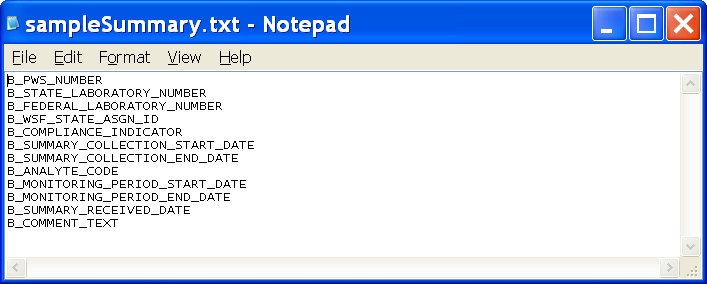 sampleSummary.txt - Notepad
File Edit Format View Help
B_PWS_NUMBER
B_STATE_LABORATORY_NUMBER
B_FEDERAL_LABORATORY_NUMBER
B_WSF_STATE_ASGN_ID
B_COMPLIANCE_INDICATOR
B_SUMMARY_COLLECTION_START_DATE
B_SUMMARY_COLLECTION_END_DATE
B_ANALYTE_CODE
B_MONITORING_PERIOD_START_DATE
B_MONITORING_PERIOD_END_DATE
B_SUMMARY_RECEIVED_DATE
B_COMMENT_TEXT